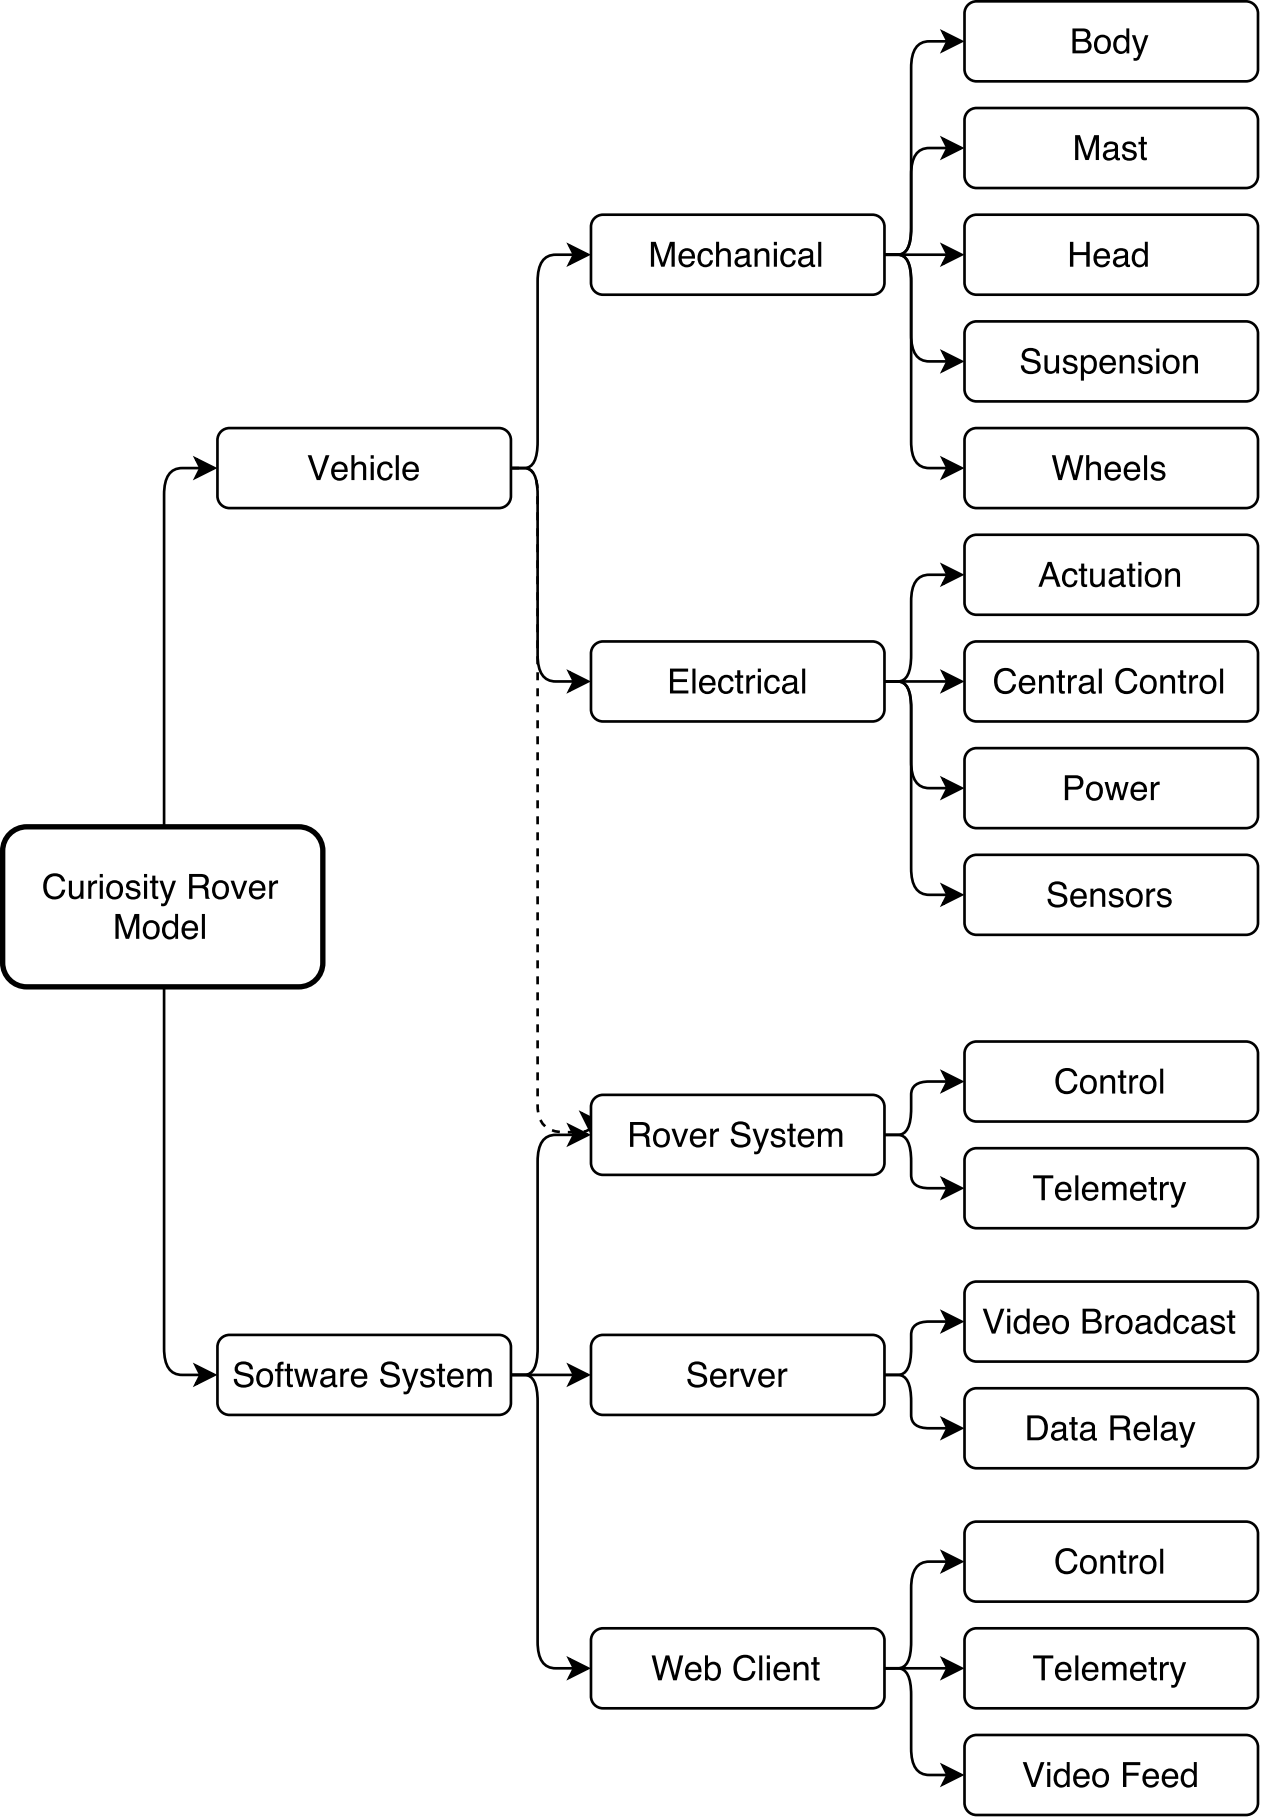 Curiosity Rover
Model
Vehicle
Mechanical
Body
Mast
Head
Suspension
Wheels
Electrical
Actuation
Central Control
Power
Sensors
Software System
Rover System
Control
Telemetry
Server
Video Broadcast
Data Relay
Web Client
Control
Telemetry
Video Feed